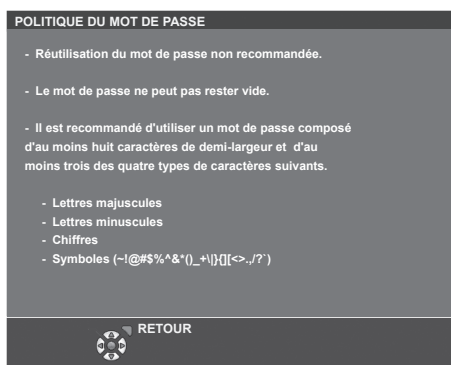 POLITIQUE DU MOT DE PASSE
- Réutilisation du mot de passe non recommandée.
- Le mot de passe ne peut pas rester vide.
- Il est recommandé d'utiliser un mot de passe composé
d'au moins huit caractères de demi-largeur et d'au
moins trois des quatre types de caractères suivants.
- Lettres majuscules
- Lettres minuscules
- Chiffres
- Symboles (~!@#$%^&*()_+\|}{][<>.,/?`)
RETOUR